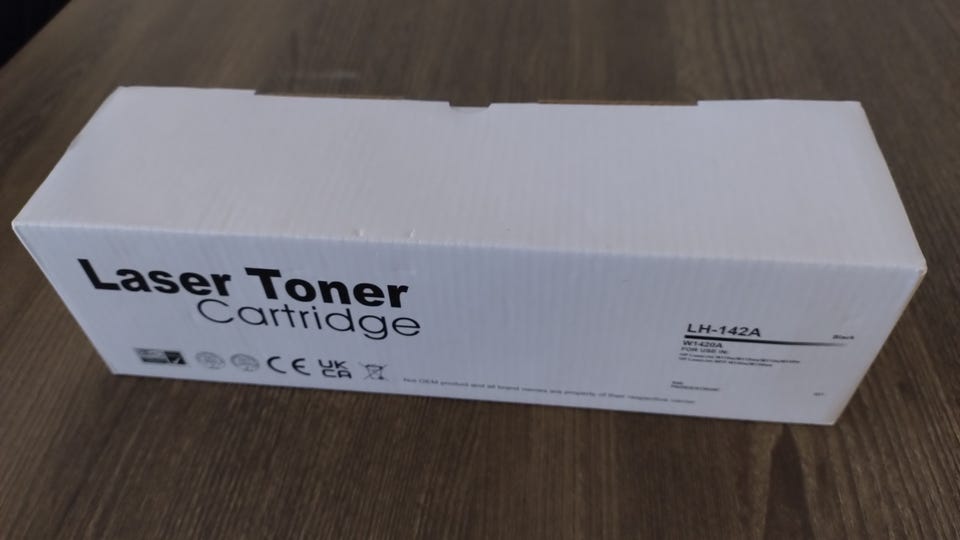 Laser Toner
Cartridge
CE UK CA
Not OEM product and all brand names are property of their respective owner
LH-142A
Black
W1420A
FOR USE IN: